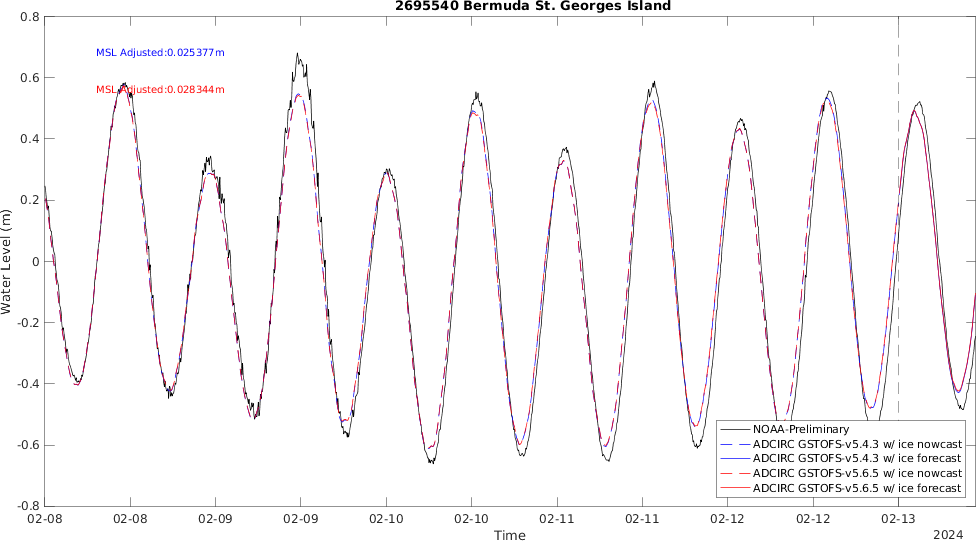 2695540 Bermuda St. Georges Island
MSL Adjusted:0.025377m
MSL Adjusted:0.028344m
0.8
0.6
0.4
0.2
0
-0.2
-0.4
-0.6
-0.8
Water Level (m)
NOAA-Preliminary
ADCIRC GSTOFS-v5.4.3 w/ ice nowcast
ADCIRC GSTOFS-v5.4.3 w/ ice forecast
ADCIRC GSTOFS-v5.6.5 w/ ice nowcast
ADCIRC GSTOFS-v5.6.5 w/ ice forecast
02-08 02-08 02-09 02-09 02-10 02-10 02-11 02-11 02-12 02-12 02-13
Time
2024